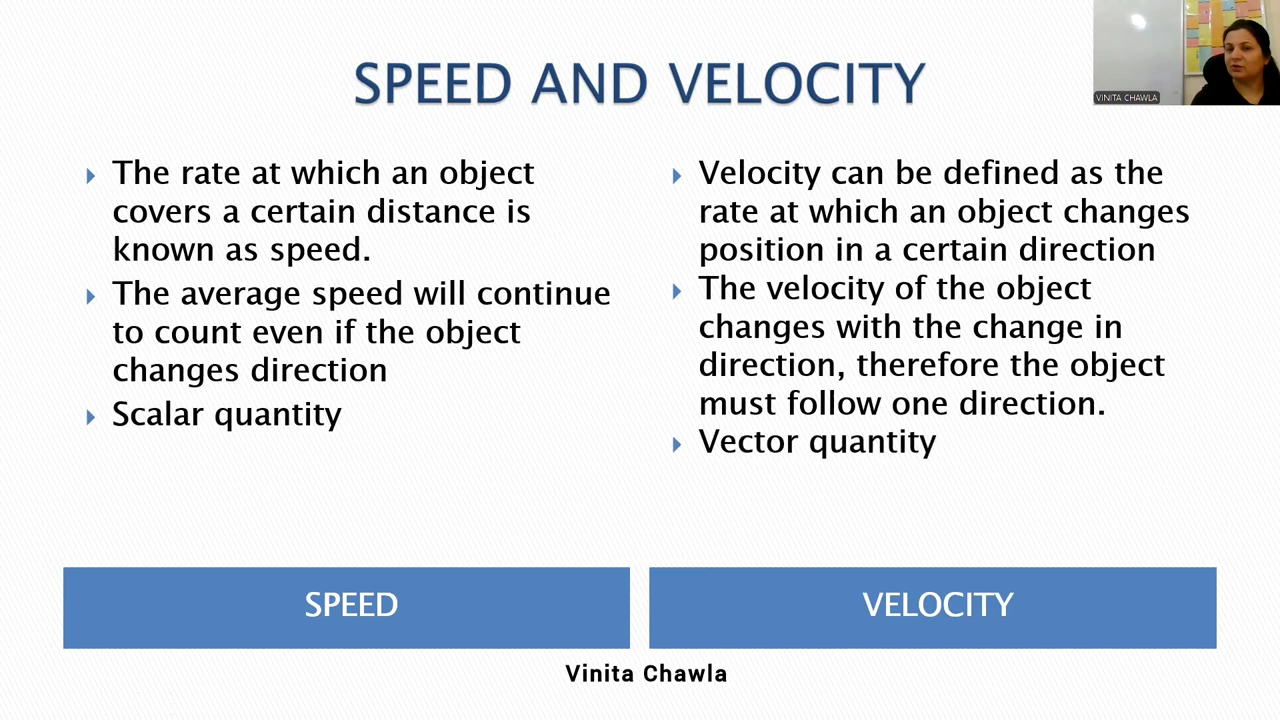 SPEED AND VELOCITY
VINITA CHAWLA
The rate at which an object
covers a certain distance is
known as speed.
The average speed will continue
to count even if the object
changes direction
Scalar quantity
Velocity can be defined as the
rate at which an object changes
position in a certain direction
The velocity of the object
changes with the change in
direction, therefore the object
must follow one direction.
Vector quantity
SPEED
VELOCITY
Vinita Chawla